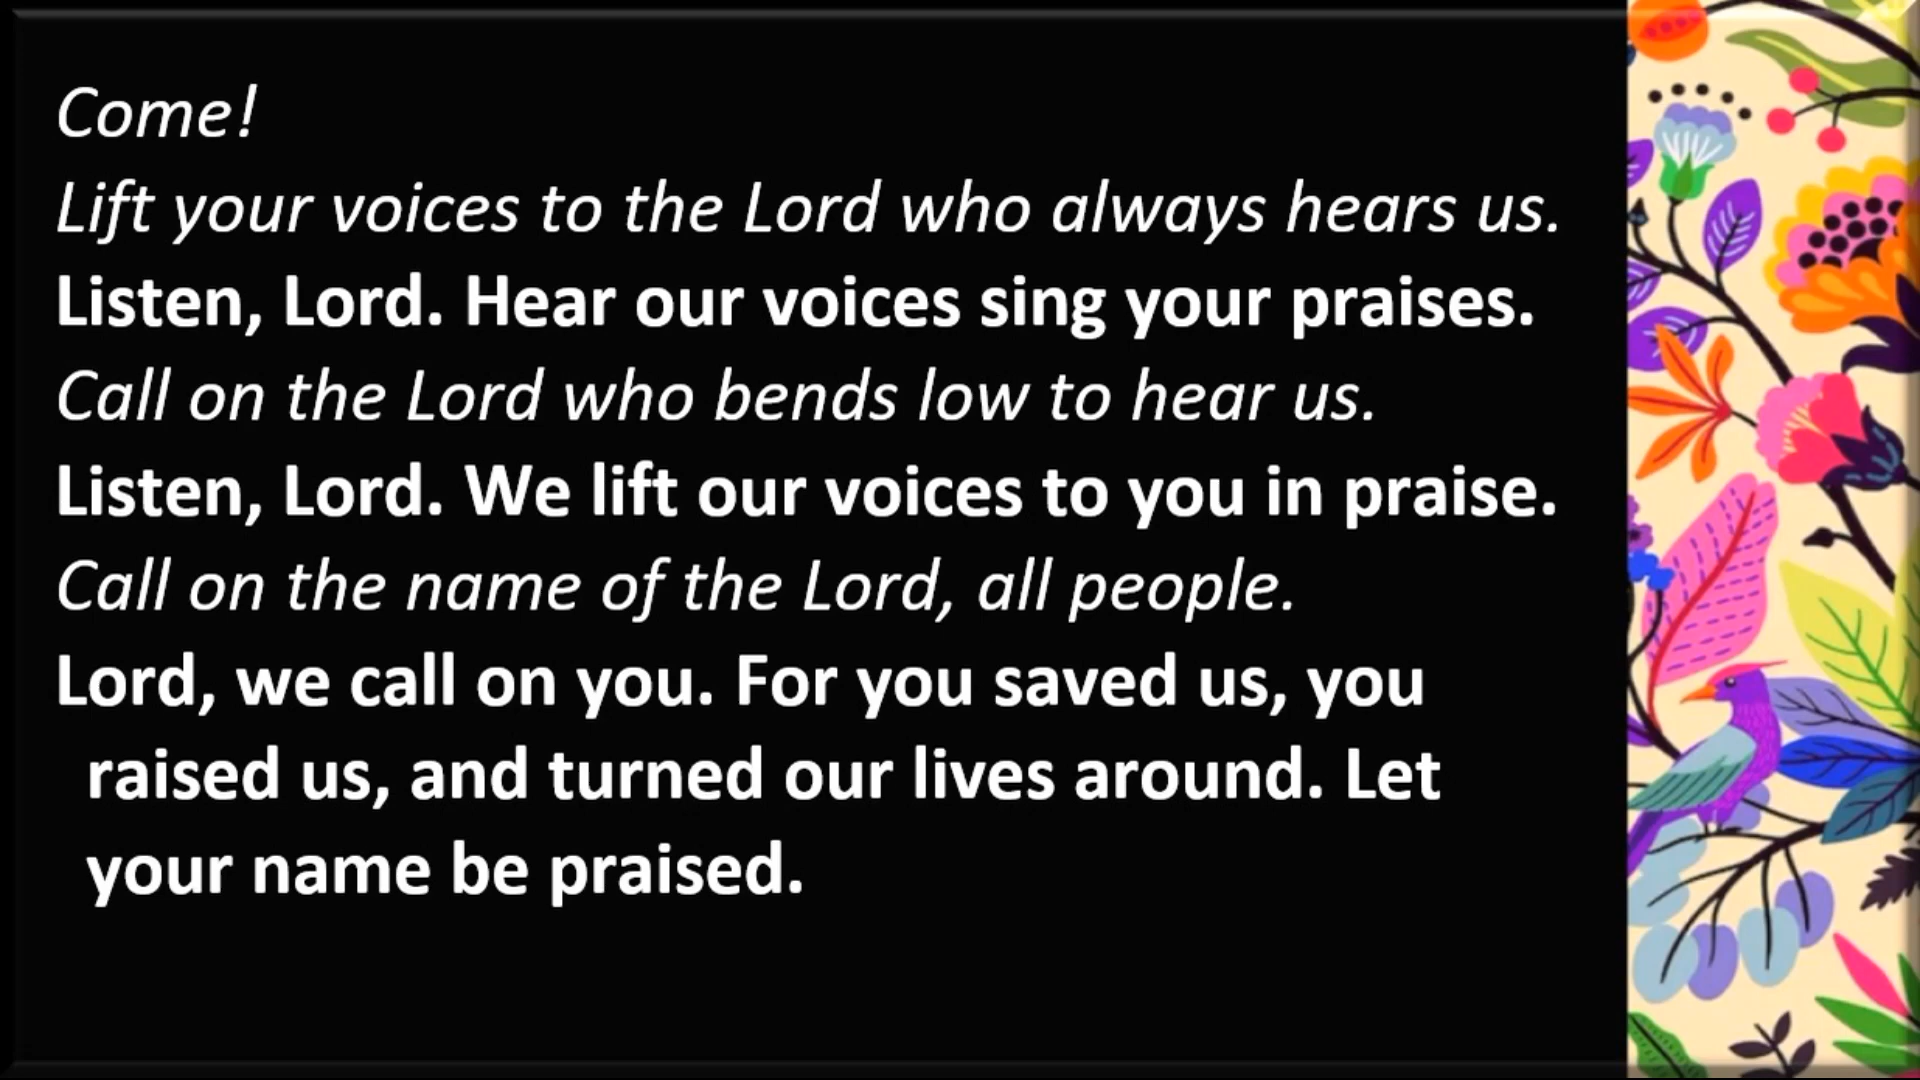 Come!
Lift your voices to the Lord who always hears us.
Listen, Lord. Hear our voices sing your praises.
Call on the Lord who bends low to hear us.
Listen, Lord. We lift our voices to you in praise.
Call on the name of the Lord, all people.
Lord, we call on you. For you saved us, you
raised us, and turned our lives around. Let
your name be praised.